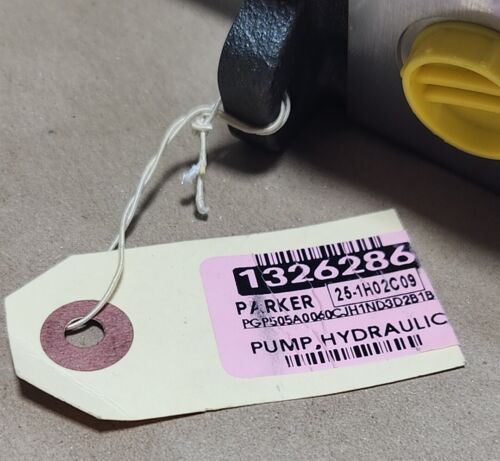 1326286
PARKER 25-1H02C09
PGP505A0060CJH1ND3D2B1B
PUMP,HYDRAULIC